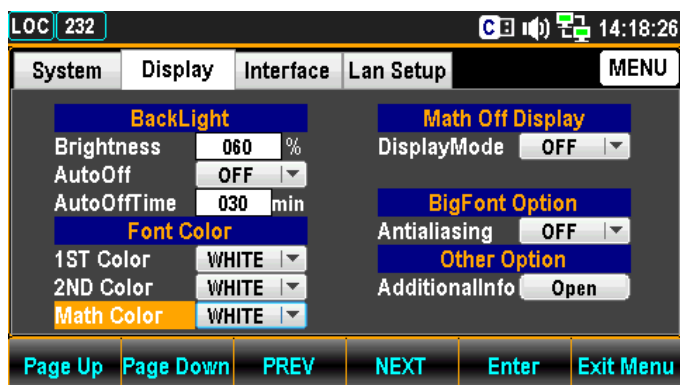 LOC 232 C 14:18:26
System Display Interface Lan Setup MENU
BackLight
Brightness 060 %
AutoOff OFF
AutoOffTime 030 min
Font Color
1ST Color WHITE
2ND Color WHITE
Math Color WHITE
Math Off Display
DisplayMode OFF
BigFont Option
Antialiasing OFF
Other Option
AdditionalInfo Open
Page Up Page Down PREV NEXT Enter Exit Menu